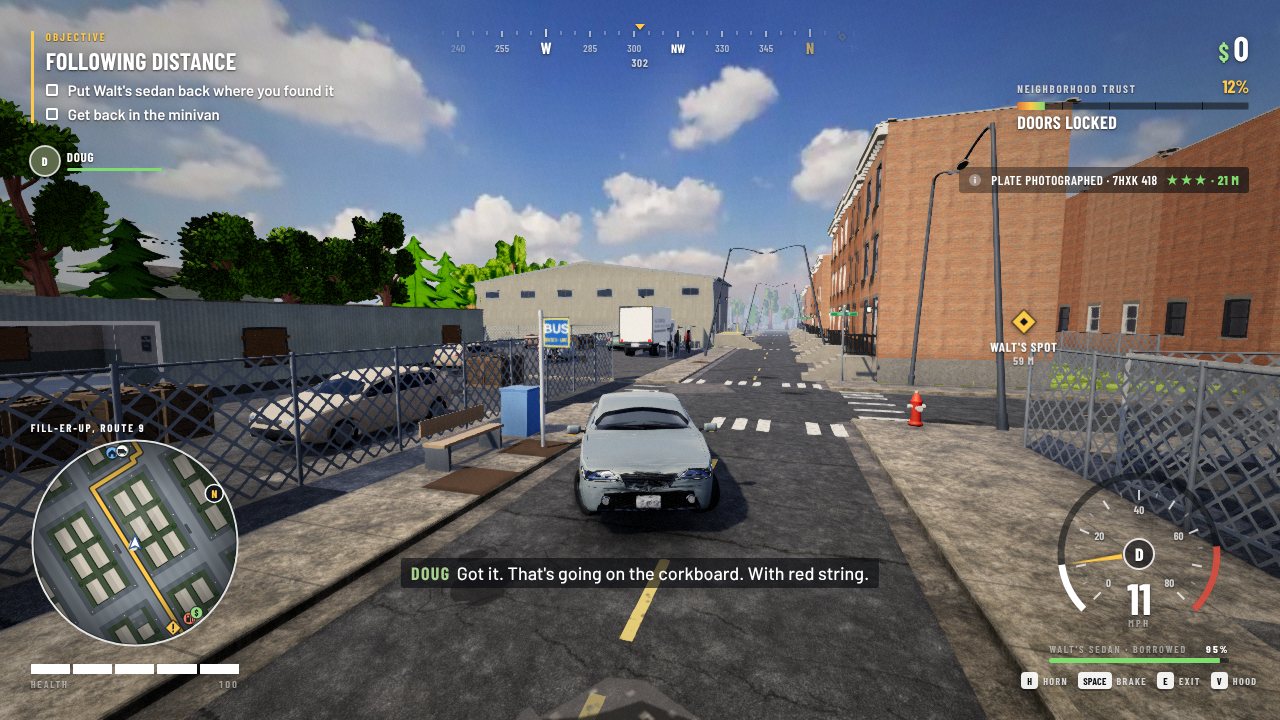 OBJECTIVE
FOLLOWING DISTANCE
Put Walt's sedan back where you found it
Get back in the minivan
D
DOUG
240 255 W 285 300 NW 330 345 N
302
$0
NEIGHBORHOOD TRUST 12%
DOORS LOCKED
PLATE PHOTOGRAPHED · 7HXK 418 ★★★ · 21 M
BUS
WALT'S SPOT
59 M
FILL-ER-UP, ROUTE 9
N
$
!
DOUG Got it. That's going on the corkboard. With red string.
0 20 40 60 80
D
11
MPH
WALT'S SEDAN · BORROWED 95%
HEALTH 100
H HORN SPACE BRAKE E EXIT V HOOD